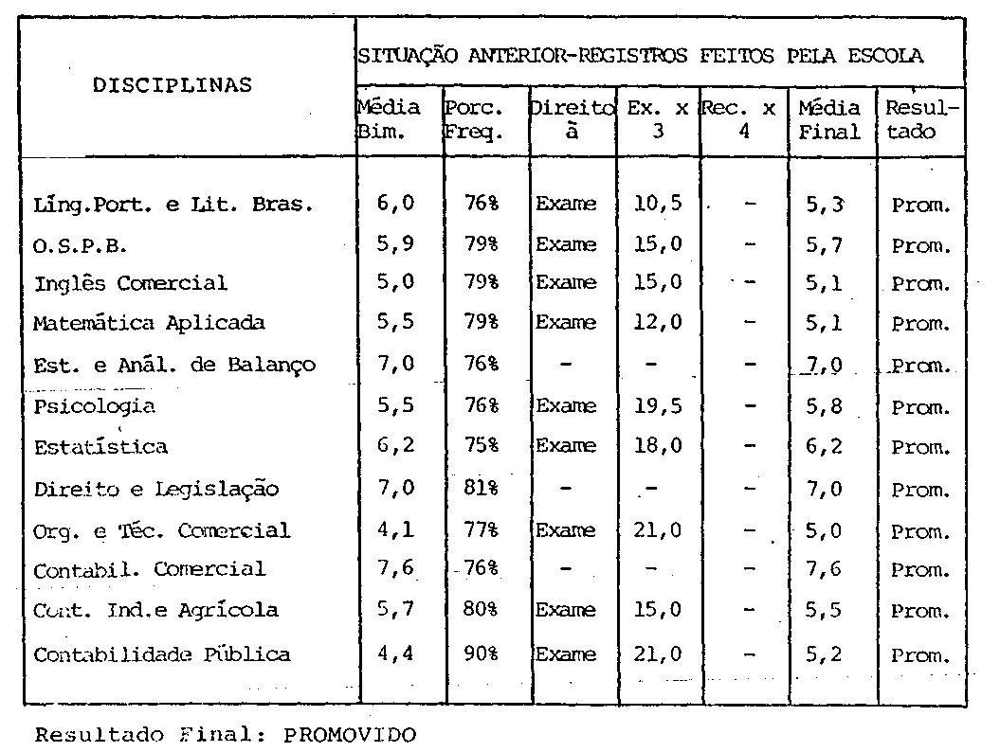 DISCIPLINAS
SITUAÇÃO ANTERIOR-REGISTROS FEITOS PELA ESCOLA
Média Bim. Porc. Freq. Direito à Ex. x 3 Rec. x 4 Média Final Resul-tado
Líng.Port. e Lit. Bras. 6,0 76% Exame 10,5 - 5,3 Prom.
O.S.P.B. 5,9 79% Exame 15,0 - 5,7 Prom.
Inglês Comercial 5,0 79% Exame 15,0 - 5,1 Prom.
Matemática Aplicada 5,5 79% Exame 12,0 - 5,1 Prom.
Est. e Anál. de Balanço 7,0 76% - - - 7,0 Prom.
Psicologia 5,5 76% Exame 19,5 - 5,8 Prom.
Estatística 6,2 75% Exame 18,0 - 6,2 Prom.
Direito e Legislação 7,0 81% - - - 7,0 Prom.
Org. e Téc. Comercial 4,1 77% Exame 21,0 - 5,0 Prom.
Contabil. Comercial 7,6 76% - - - 7,6 Prom.
Cont. Ind.e Agrícola 5,7 80% Exame 15,0 - 5,5 Prom.
Contabilidade Pública 4,4 90% Exame 21,0 - 5,2 Prom.
Resultado Final: PROMOVIDO